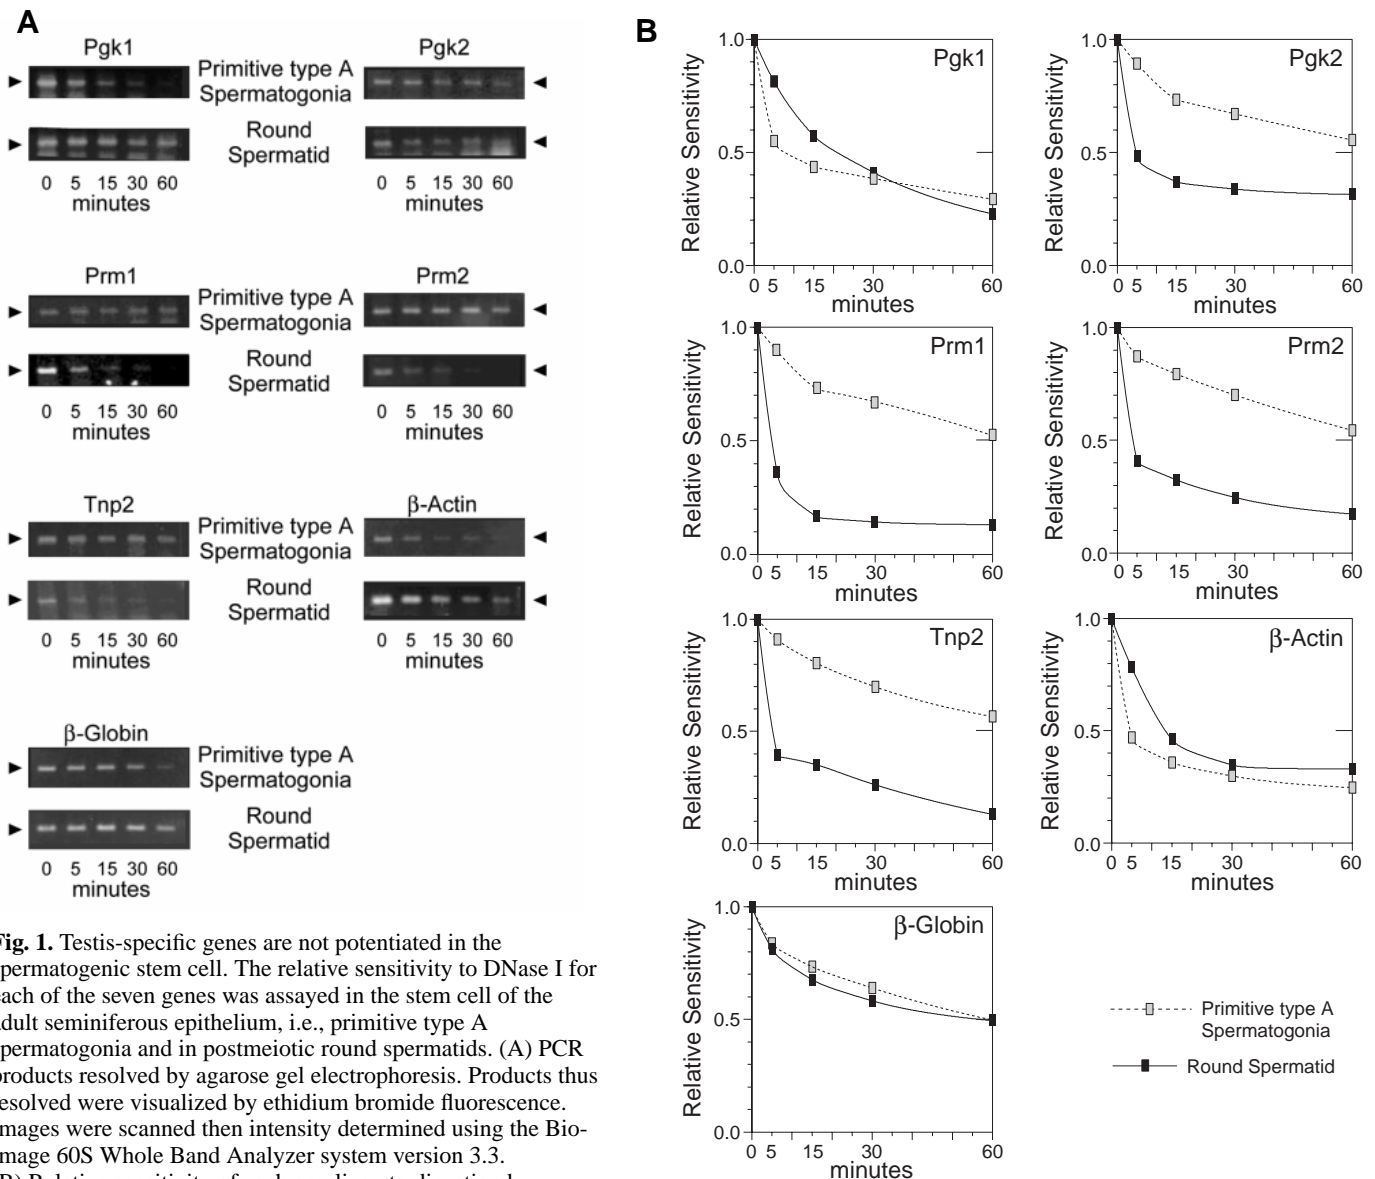 A
Pgk1
Pgk2
Primitive type A
Spermatogonia
Round
Spermatid
0 5 15 30 60
minutes
0 5 15 30 60
minutes
Prm1
Prm2
Primitive type A
Spermatogonia
Round
Spermatid
0 5 15 30 60
minutes
0 5 15 30 60
minutes
Tnp2
β-Actin
Primitive type A
Spermatogonia
Round
Spermatid
0 5 15 30 60
minutes
0 5 15 30 60
minutes
β-Globin
Primitive type A
Spermatogonia
Round
Spermatid
0 5 15 30 60
minutes
ig. 1. Testis-specific genes are not potentiated in the
permatogenic stem cell. The relative sensitivity to DNase I for
ach of the seven genes was assayed in the stem cell of the
dult seminiferous epithelium, i.e., primitive type A
permatogonia and in postmeiotic round spermatids. (A) PCR
roducts resolved by agarose gel electrophoresis. Products thus
esolved were visualized by ethidium bromide fluorescence.
mages were scanned then intensity determined using the Bio-
mage 60S Whole Band Analyzer system version 3.3.
B
Pgk1
Relative Sensitivity
1.0
0.5
0.0
0 5 15 30 60
minutes
Pgk2
Relative Sensitivity
1.0
0.5
0.0
0 5 15 30 60
minutes
Prm1
Relative Sensitivity
1.0
0.5
0.0
0 5 15 30 60
minutes
Prm2
Relative Sensitivity
1.0
0.5
0.0
0 5 15 30 60
minutes
Tnp2
Relative Sensitivity
1.0
0.5
0.0
0 5 15 30 60
minutes
β-Actin
Relative Sensitivity
1.0
0.5
0.0
0 5 15 30 60
minutes
β-Globin
Relative Sensitivity
1.0
0.5
0.0
0 5 15 30 60
minutes
Primitive type A
Spermatogonia
Round Spermatid